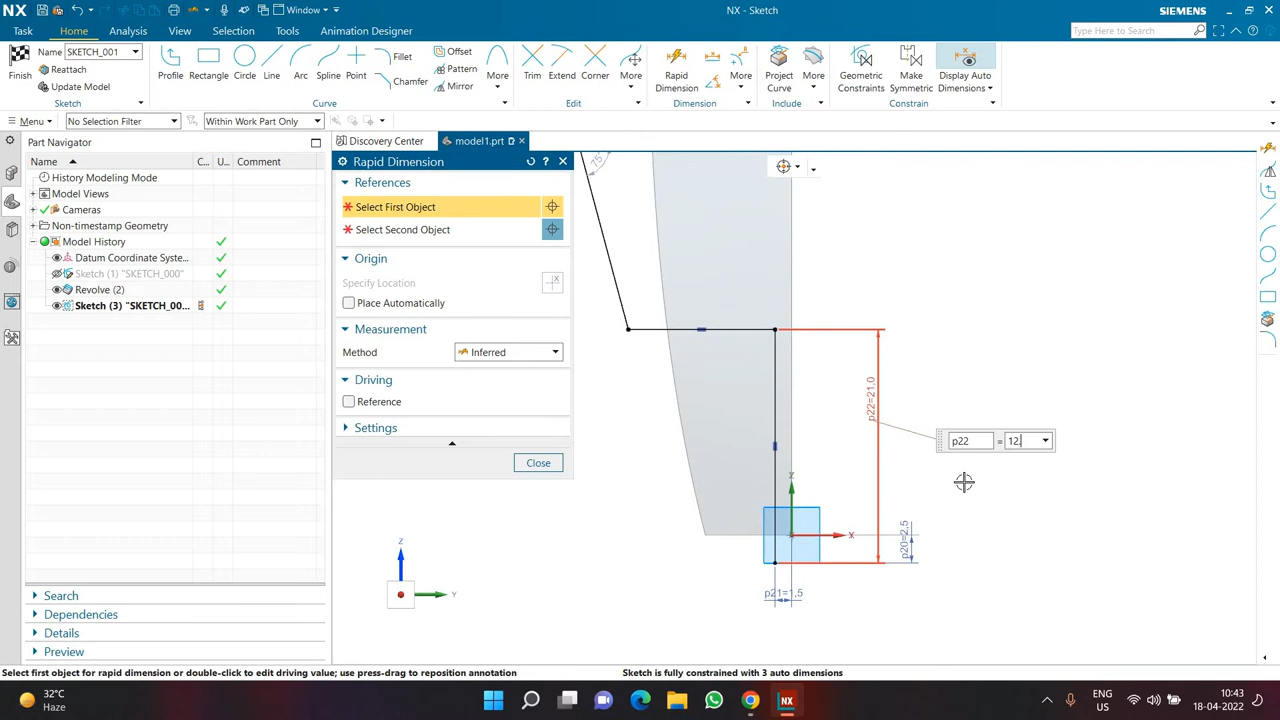 NX
Window
NX - Sketch
SIEMENS
Task
Home
Analysis
View
Selection
Tools
Animation Designer
Type Here to Search
Finish
Name
SKETCH_001
Reattach
Update Model
Sketch
Profile
Rectangle
Circle
Line
Arc
Spline
Point
Fillet
Chamfer
Offset
Pattern
Mirror
More
Curve
Trim
Extend
Corner
More
Edit
Rapid Dimension
More
Dimension
Project Curve
More
Include
Geometric Constraints
Make Symmetric
Display Auto Dimensions
Constrain
Menu
No Selection Filter
Within Work Part Only
Part Navigator
Discovery Center
model1.prt
Name
C...
U...
Comment
History Modeling Mode
Model Views
Cameras
Non-timestamp Geometry
Model History
Datum Coordinate Syste...
Sketch (1) "SKETCH_000"
Revolve (2)
Sketch (3) "SKETCH_00...
Search
Dependencies
Details
Preview
Rapid Dimension
References
Select First Object
Select Second Object
Origin
Specify Location
Place Automatically
Measurement
Method
Inferred
Driving
Reference
Settings
Close
75°
p22=21,0
p22
=
12.
p20=2,5
p21=1,5
Z
X
Z
Y
Select first object for rapid dimension or double-click to edit driving value; use press-drag to reposition annotation
Sketch is fully constrained with 3 auto dimensions
32°C
Haze
NX
ENG
US
10:43
18-04-2022